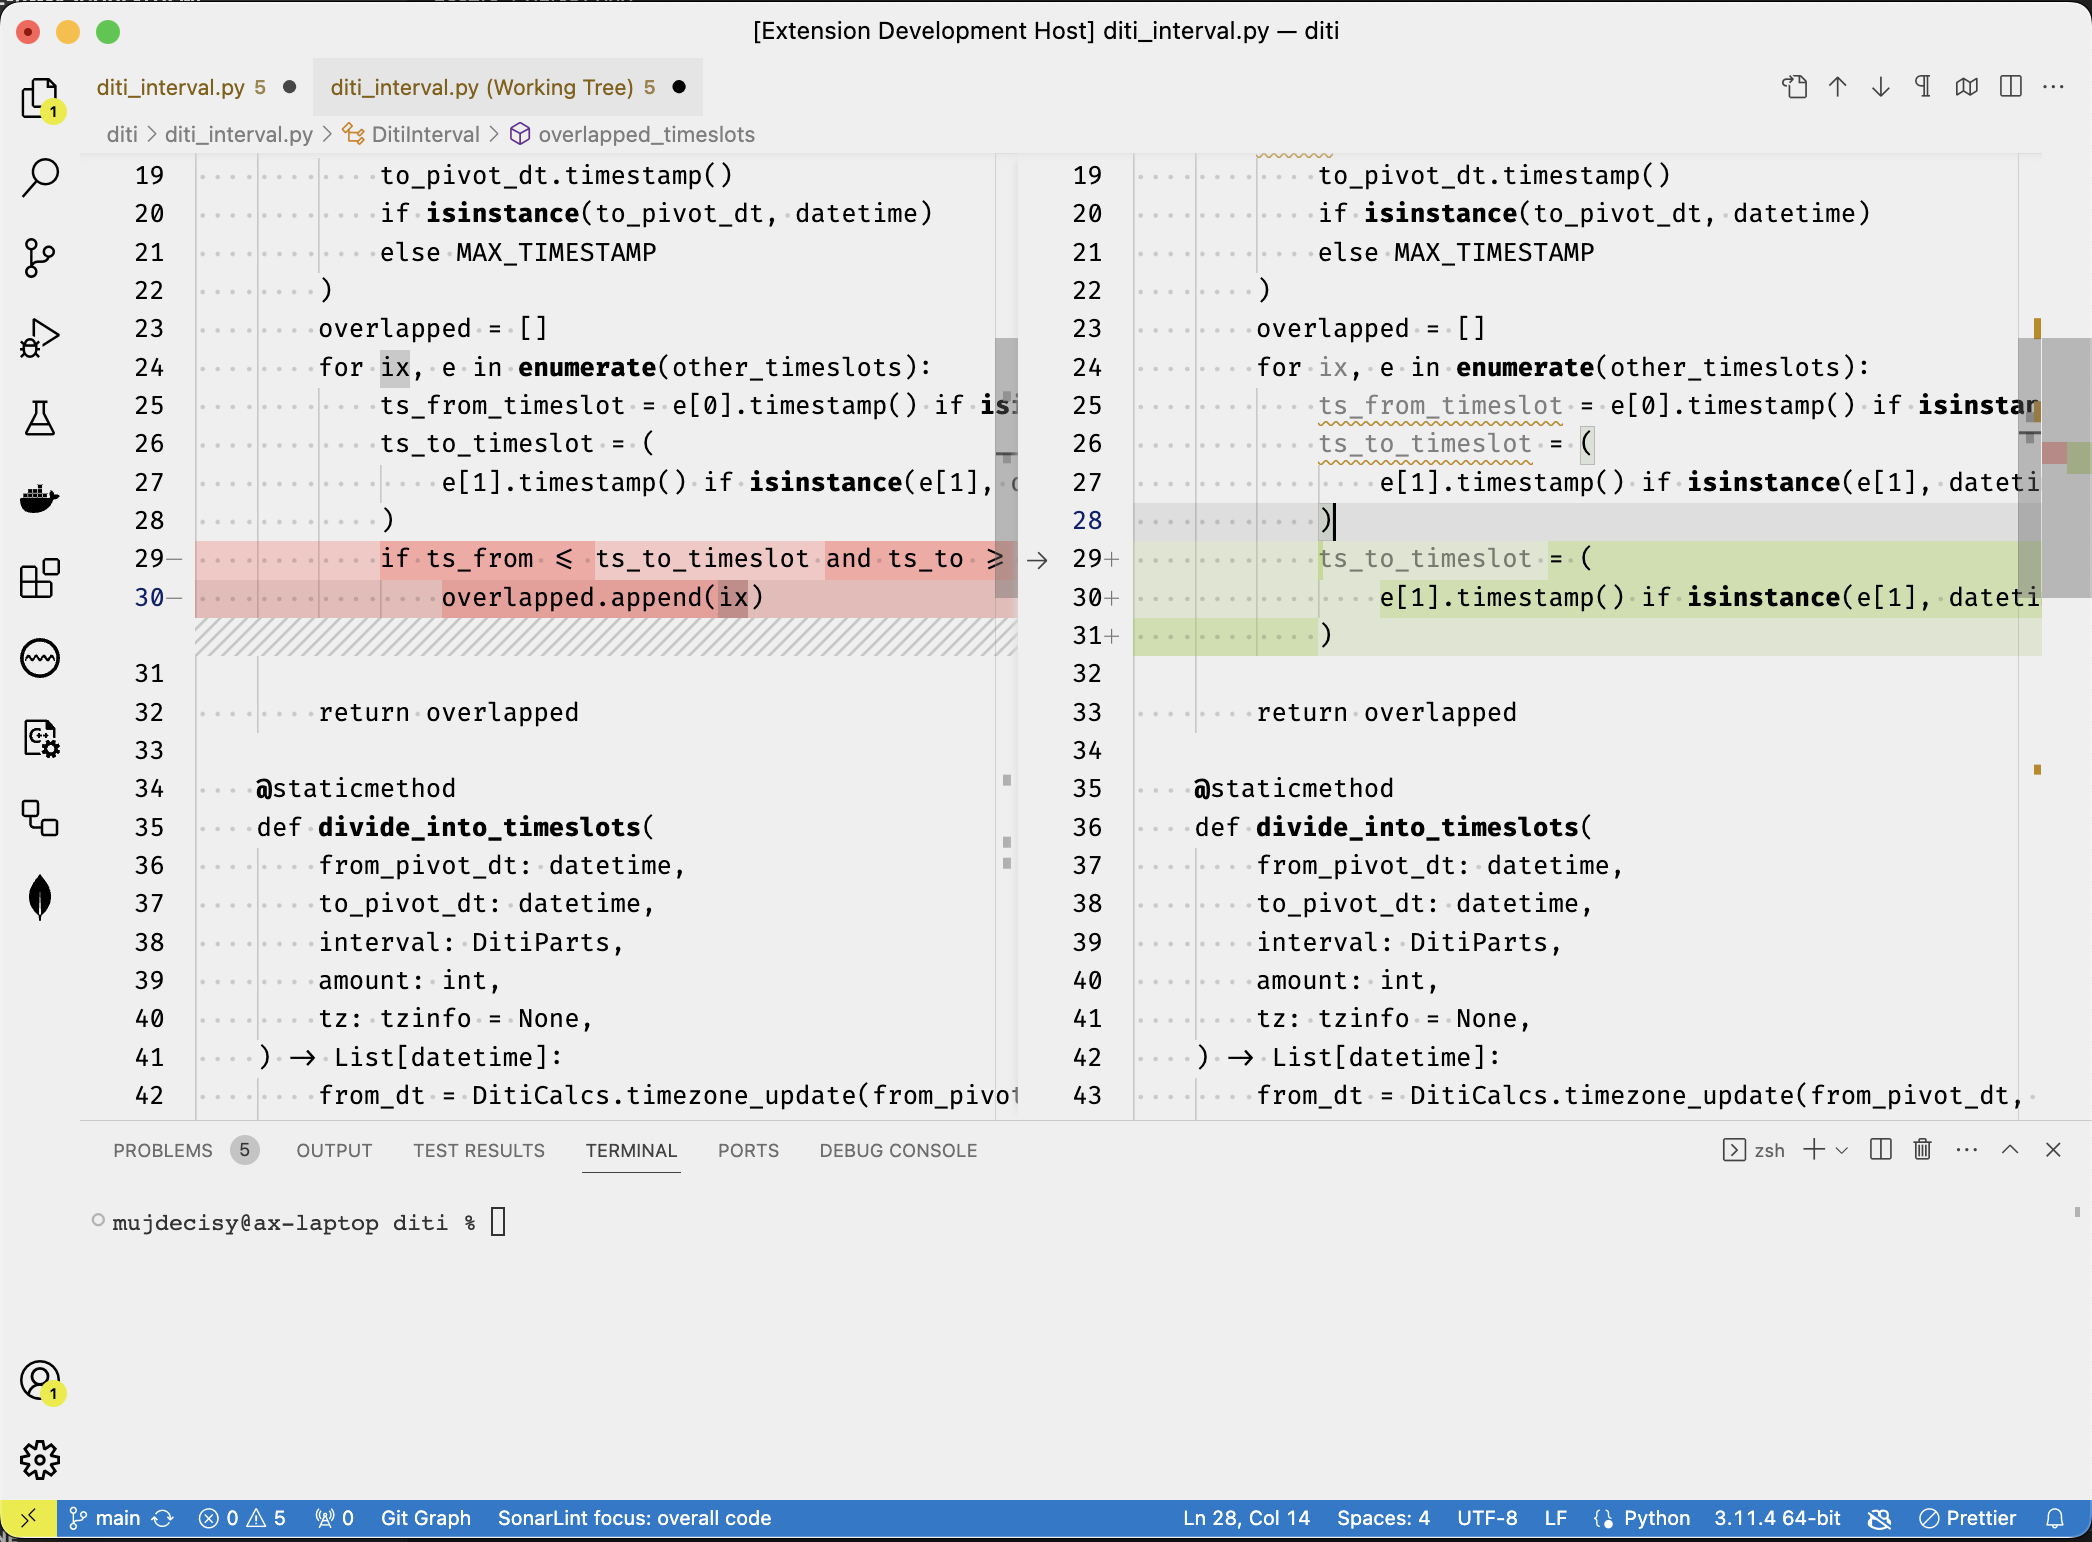 [Extension Development Host] diti_interval.py — diti
diti_interval.py 5
diti_interval.py (Working Tree) 5
1
diti > diti_interval.py > DitiInterval > overlapped_timeslots
19 to_pivot_dt.timestamp()
20 if isinstance(to_pivot_dt, datetime)
21 else MAX_TIMESTAMP
22 )
23 overlapped = []
24 for ix, e in enumerate(other_timeslots):
25 ts_from_timeslot = e[0].timestamp() if isi
26 ts_to_timeslot = (
27 e[1].timestamp() if isinstance(e[1],
28 )
29— if ts_from <= ts_to_timeslot and ts_to >=
30— overlapped.append(ix)
31
32 return overlapped
33
34 @staticmethod
35 def divide_into_timeslots(
36 from_pivot_dt: datetime,
37 to_pivot_dt: datetime,
38 interval: DitiParts,
39 amount: int,
40 tz: tzinfo = None,
41 ) -> List[datetime]:
42 from_dt = DitiCalcs.timezone_update(from_pivot
19 to_pivot_dt.timestamp()
20 if isinstance(to_pivot_dt, datetime)
21 else MAX_TIMESTAMP
22 )
23 overlapped = []
24 for ix, e in enumerate(other_timeslots):
25 ts_from_timeslot = e[0].timestamp() if isinstan
26 ts_to_timeslot = (
27 e[1].timestamp() if isinstance(e[1], dateti
28 )
29+ ts_to_timeslot = (
30+ e[1].timestamp() if isinstance(e[1], dateti
31+ )
32
33 return overlapped
34
35 @staticmethod
36 def divide_into_timeslots(
37 from_pivot_dt: datetime,
38 to_pivot_dt: datetime,
39 interval: DitiParts,
40 amount: int,
41 tz: tzinfo = None,
42 ) -> List[datetime]:
43 from_dt = DitiCalcs.timezone_update(from_pivot_dt,
PROBLEMS 5 OUTPUT TEST RESULTS TERMINAL PORTS DEBUG CONSOLE
zsh
mujdecisy@ax-laptop diti %
1
main 0 5 0 Git Graph SonarLint focus: overall code
Ln 28, Col 14 Spaces: 4 UTF-8 LF Python 3.11.4 64-bit Prettier